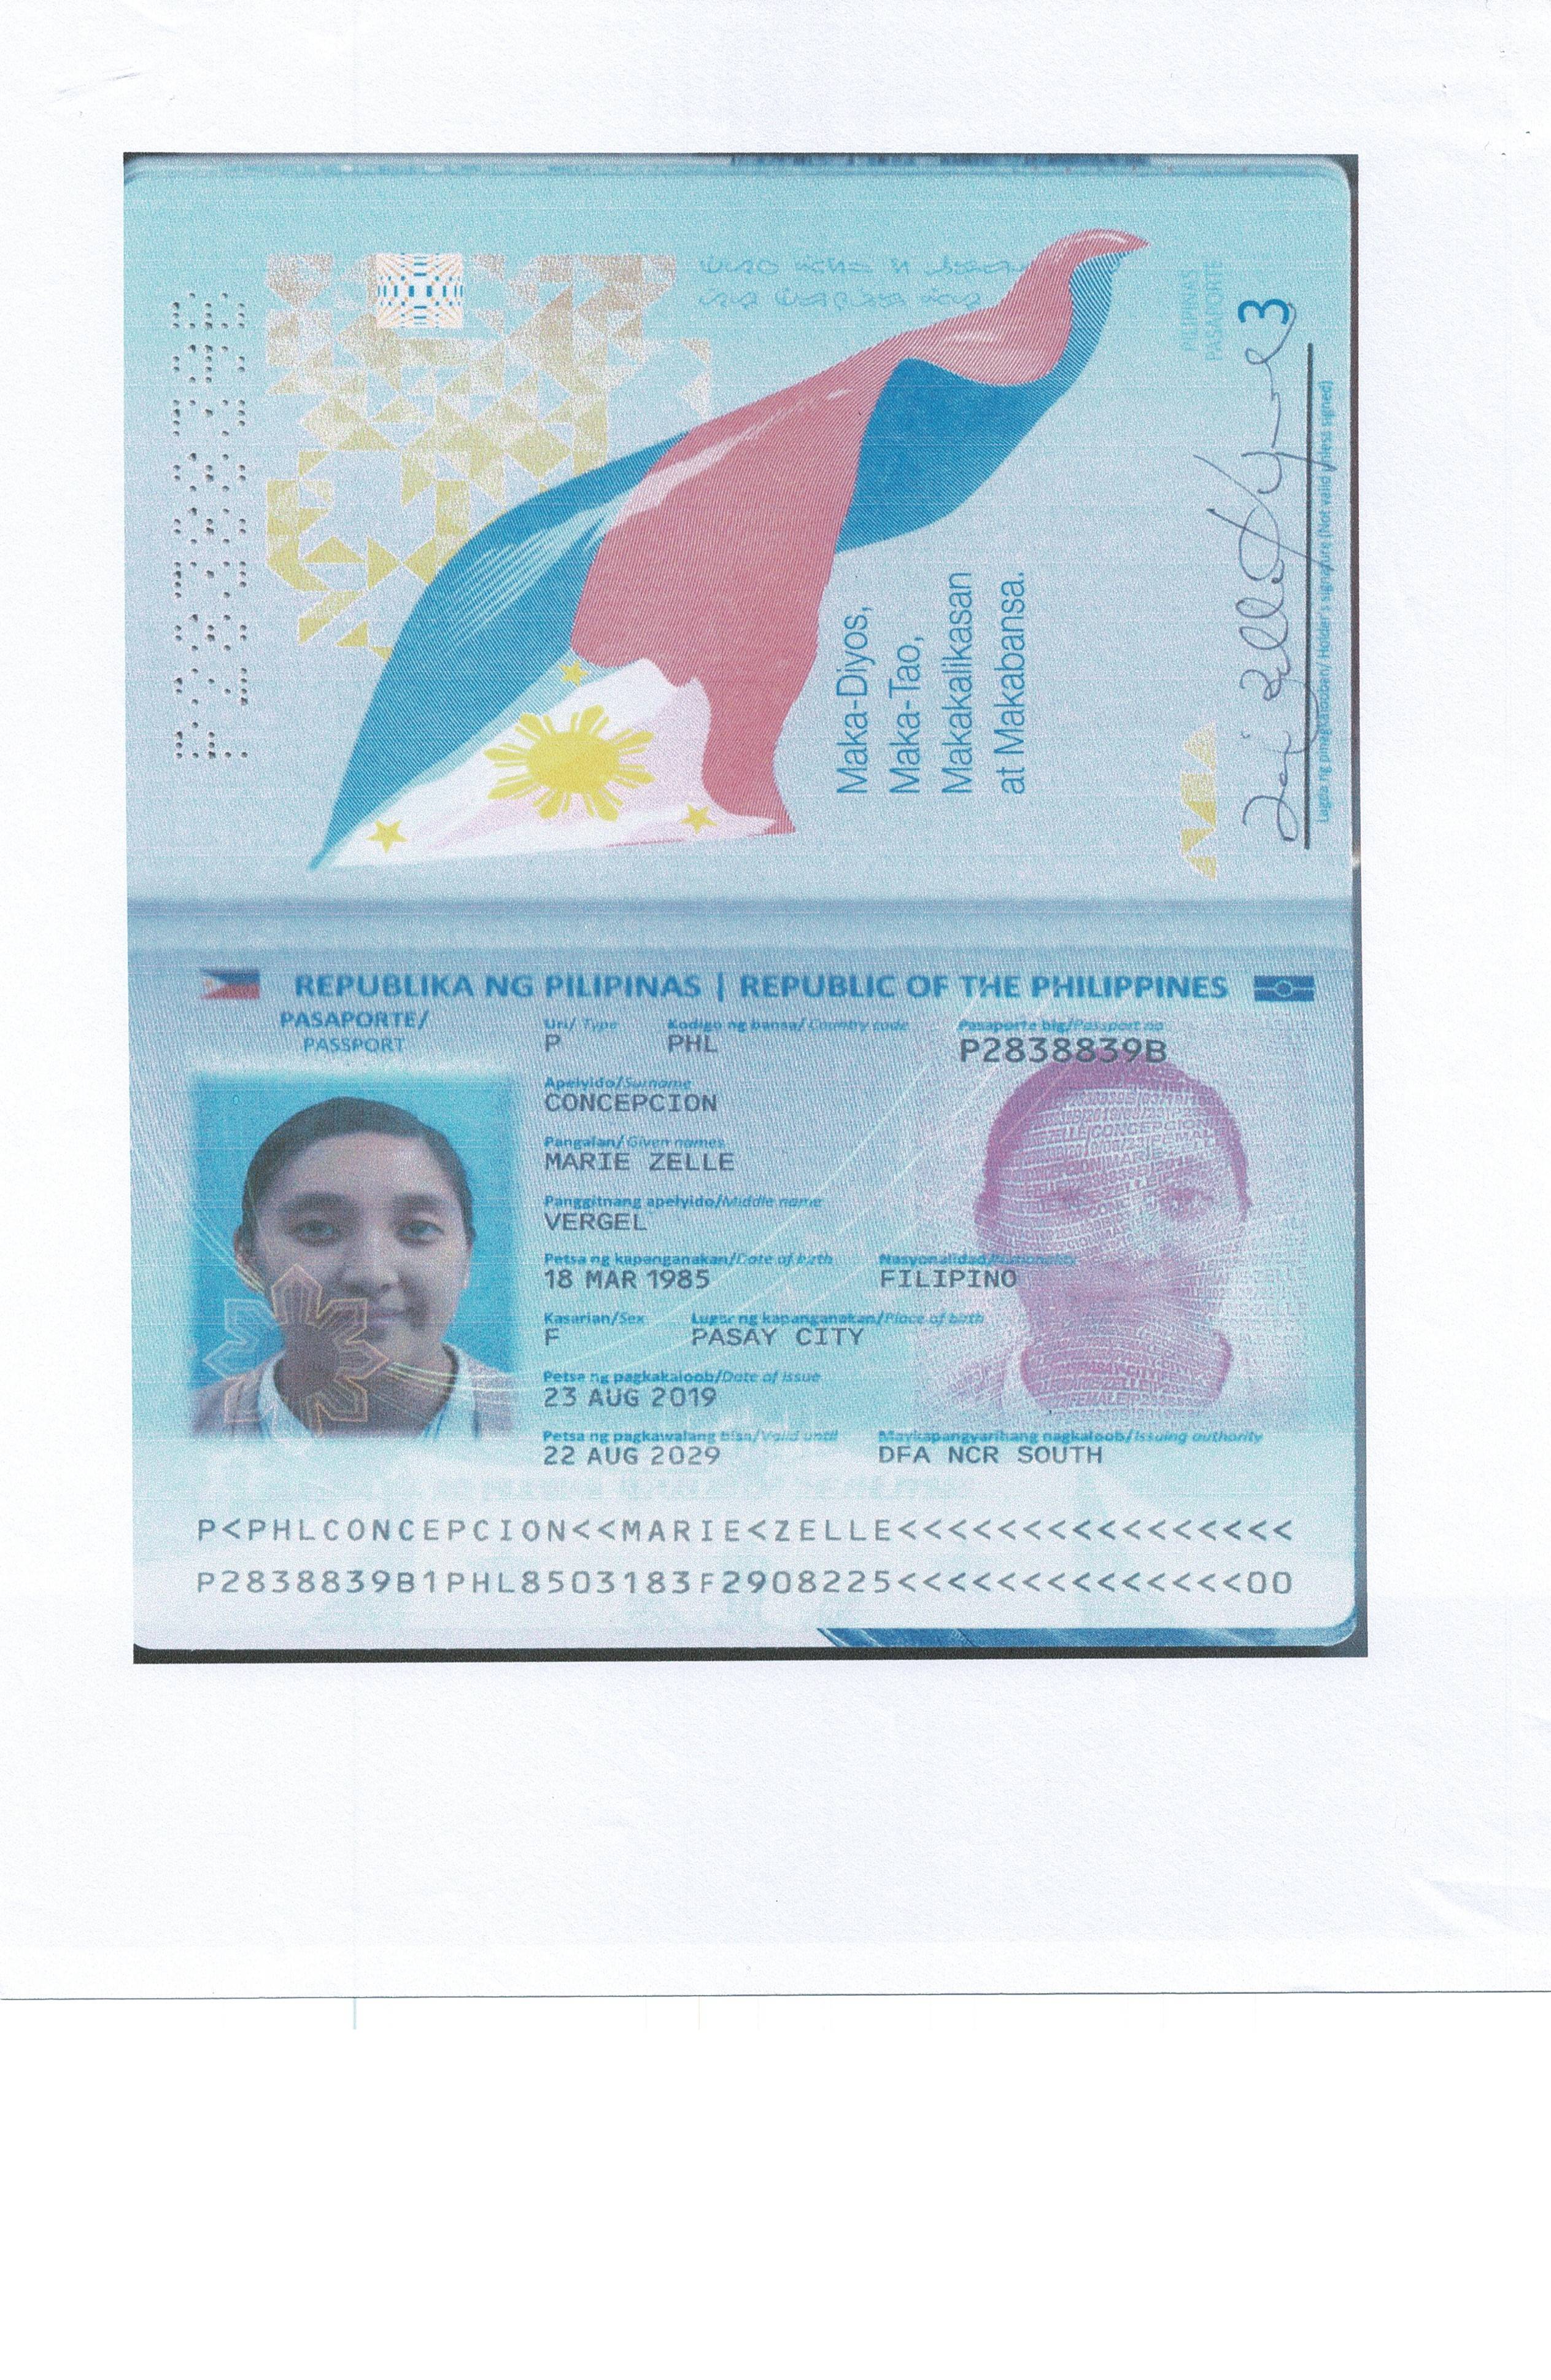 PILIPINAS
PASAPORTE
3
Maka-Diyos,
Maka-Tao,
Makakalikasan
at Makabansa.
Lagda ng pinagkalooban/ Holder's signature (Not valid unless signed)
REPUBLIKA NG PILIPINAS | REPUBLIC OF THE PHILIPPINES
PASAPORTE/
PASSPORT
Uri/ Type
Kodigo ng bansa/ Country code
Pasaporte blg/Passport no
P
PHL
P2838839B
Apelyido/Surname
CONCEPCION
Pangalan/ Given names
MARIE ZELLE
Panggitnang apelyido/Middle name
VERGEL
Petsa ng kapanganakan/Date of birth
Nasyonalidad/Nationality
18 MAR 1985
FILIPINO
Kasarian/Sex
Lugar ng kapanganakan/Place of birth
F
PASAY CITY
Petsa ng pagkakaloob/Date of issue
23 AUG 2019
Petsa ng pagkawalang bisa/Valid until
Maykapangyarihang nagkaloob/Issuing authority
22 AUG 2029
DFA NCR SOUTH
P<PHLCONCEPCION<<MARIE<ZELLE<<<<<<<<<<<<<<<<
P2838839B1PHL8503183F2908225<<<<<<<<<<<<<<00